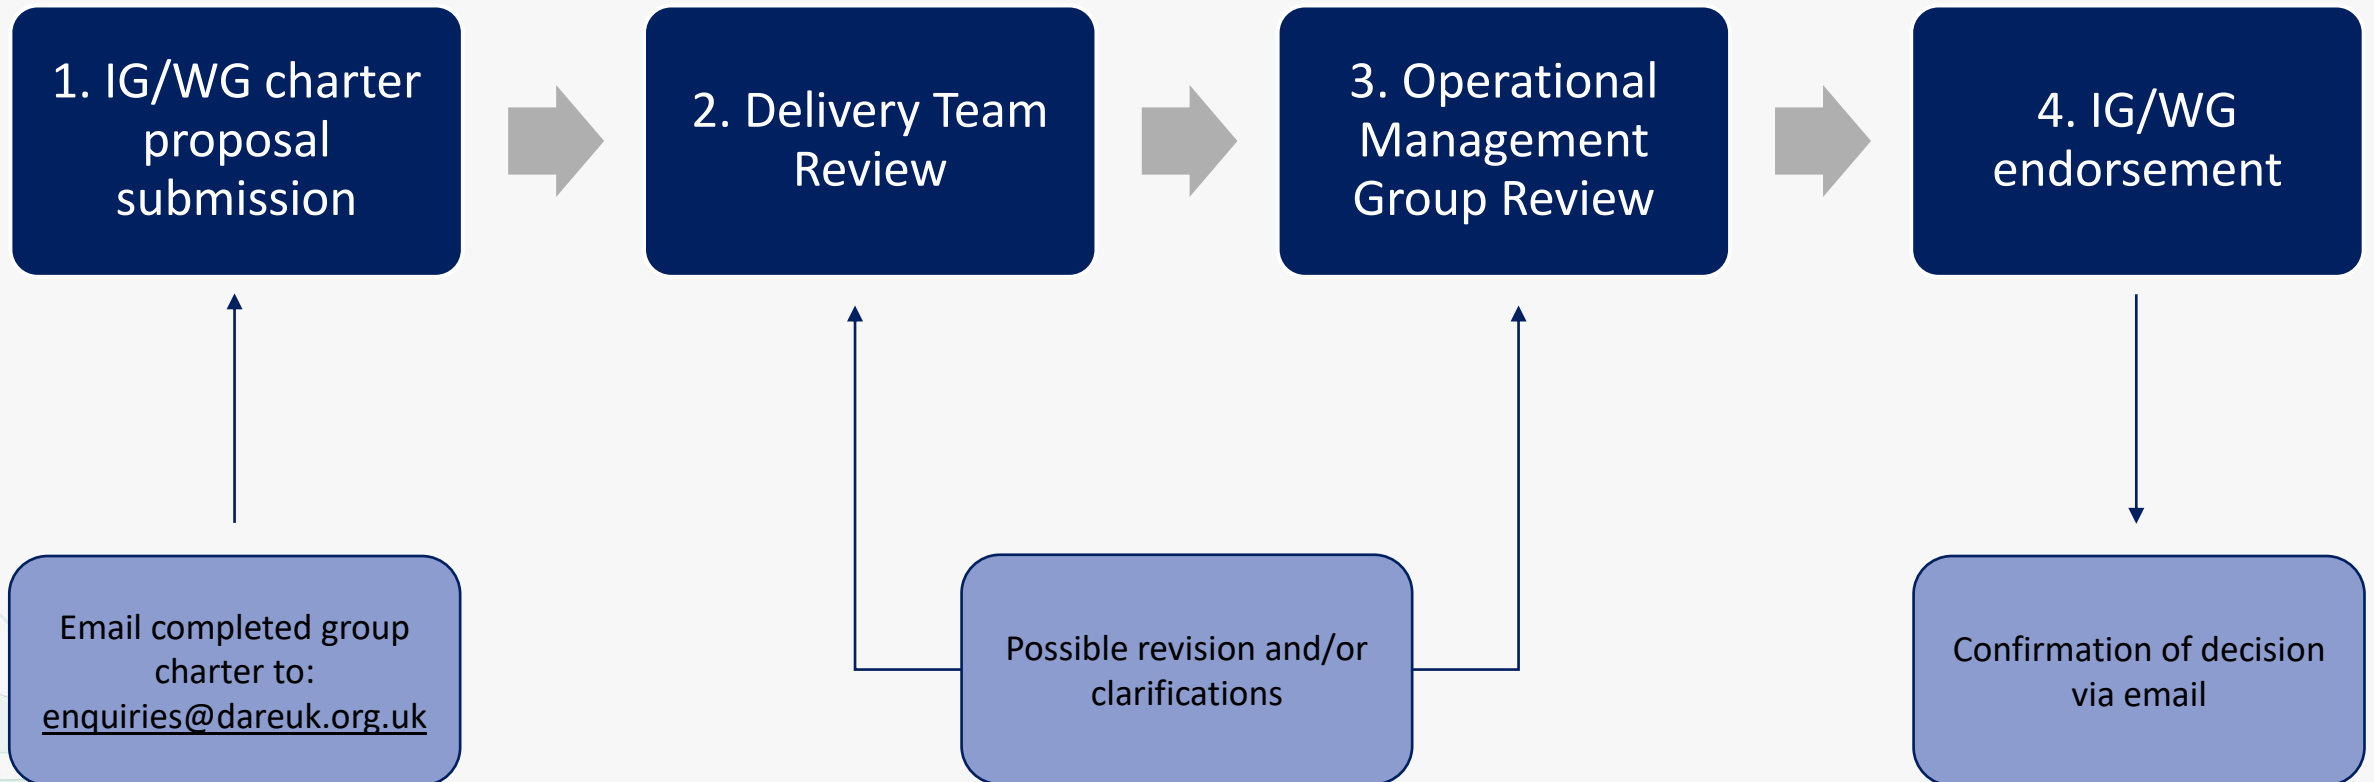 1. IG/WG charter
proposal
submission
2. Delivery Team
Review
3. Operational
Management
Group Review
4. IG/WG
endorsement
Email completed group
charter to:
enquiries@dareuk.org.uk
Possible revision and/or
clarifications
Confirmation of decision
via email